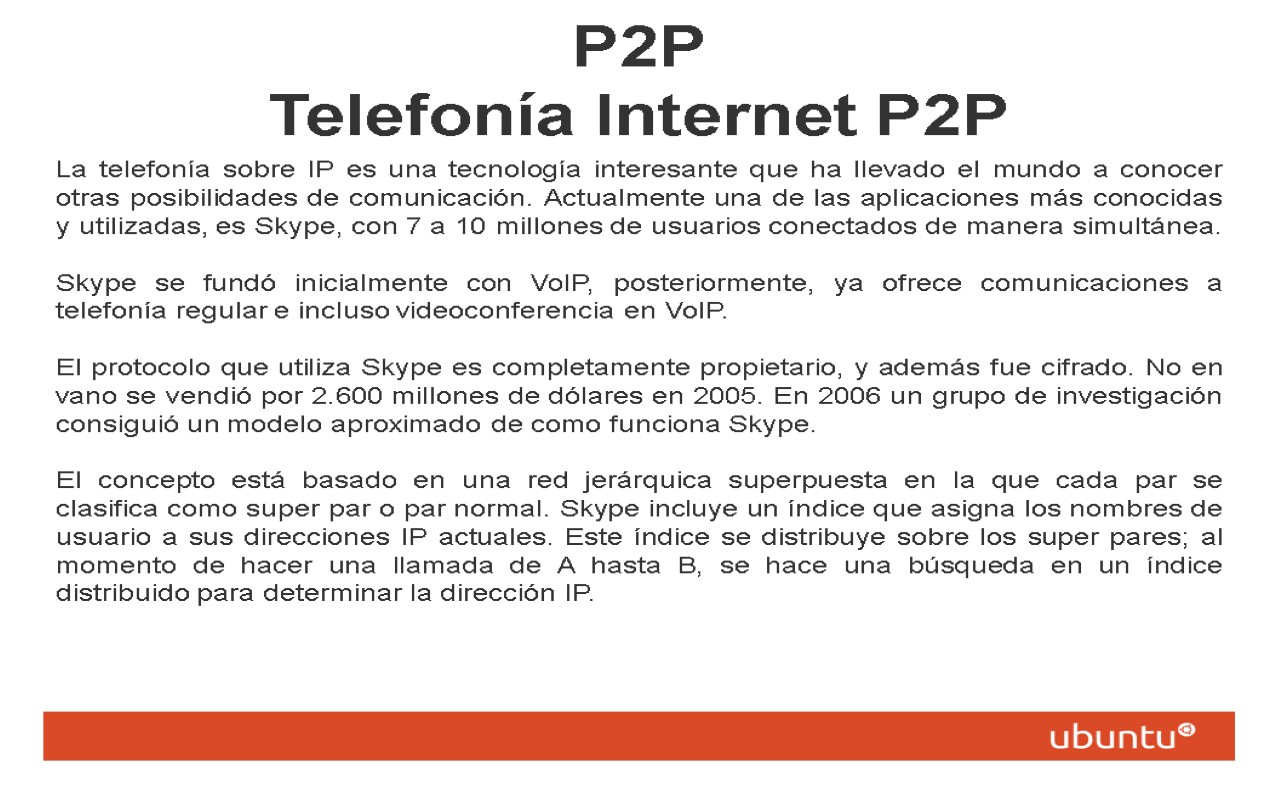 P2P
Telefonía Internet P2P
La telefonía sobre IP es una tecnología interesante que ha llevado el mundo a conocer
otras posibilidades de comunicación. Actualmente una de las aplicaciones más conocidas
y utilizadas, es Skype, con 7 a 10 millones de usuarios conectados de manera simultánea.
Skype se fundó inicialmente con VoIP, posteriormente, ya ofrece comunicaciones a
telefonía regular e incluso videoconferencia en VoIP.
El protocolo que utiliza Skype es completamente propietario, y además fue cifrado. No en
vano se vendió por 2.600 millones de dólares en 2005. En 2006 un grupo de investigación
consiguió un modelo aproximado de como funciona Skype.
El concepto está basado en una red jerárquica superpuesta en la que cada par se
clasifica como super par o par normal. Skype incluye un índice que asigna los nombres de
usuario a sus direcciones IP actuales. Este índice se distribuye sobre los super pares; al
momento de hacer una llamada de A hasta B, se hace una búsqueda en un índice
distribuido para determinar la dirección IP.
ubuntu